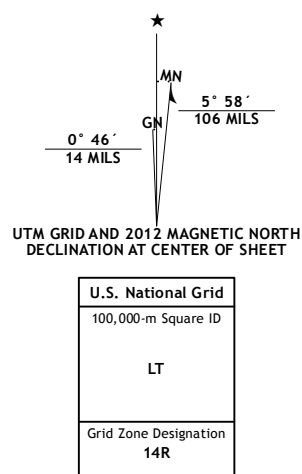 ★
MN
5° 58´
106 MILS
GN
0° 46´
14 MILS
UTM GRID AND 2012 MAGNETIC NORTH
DECLINATION AT CENTER OF SHEET
U.S. National Grid
100,000-m Square ID
LT
Grid Zone Designation
14R